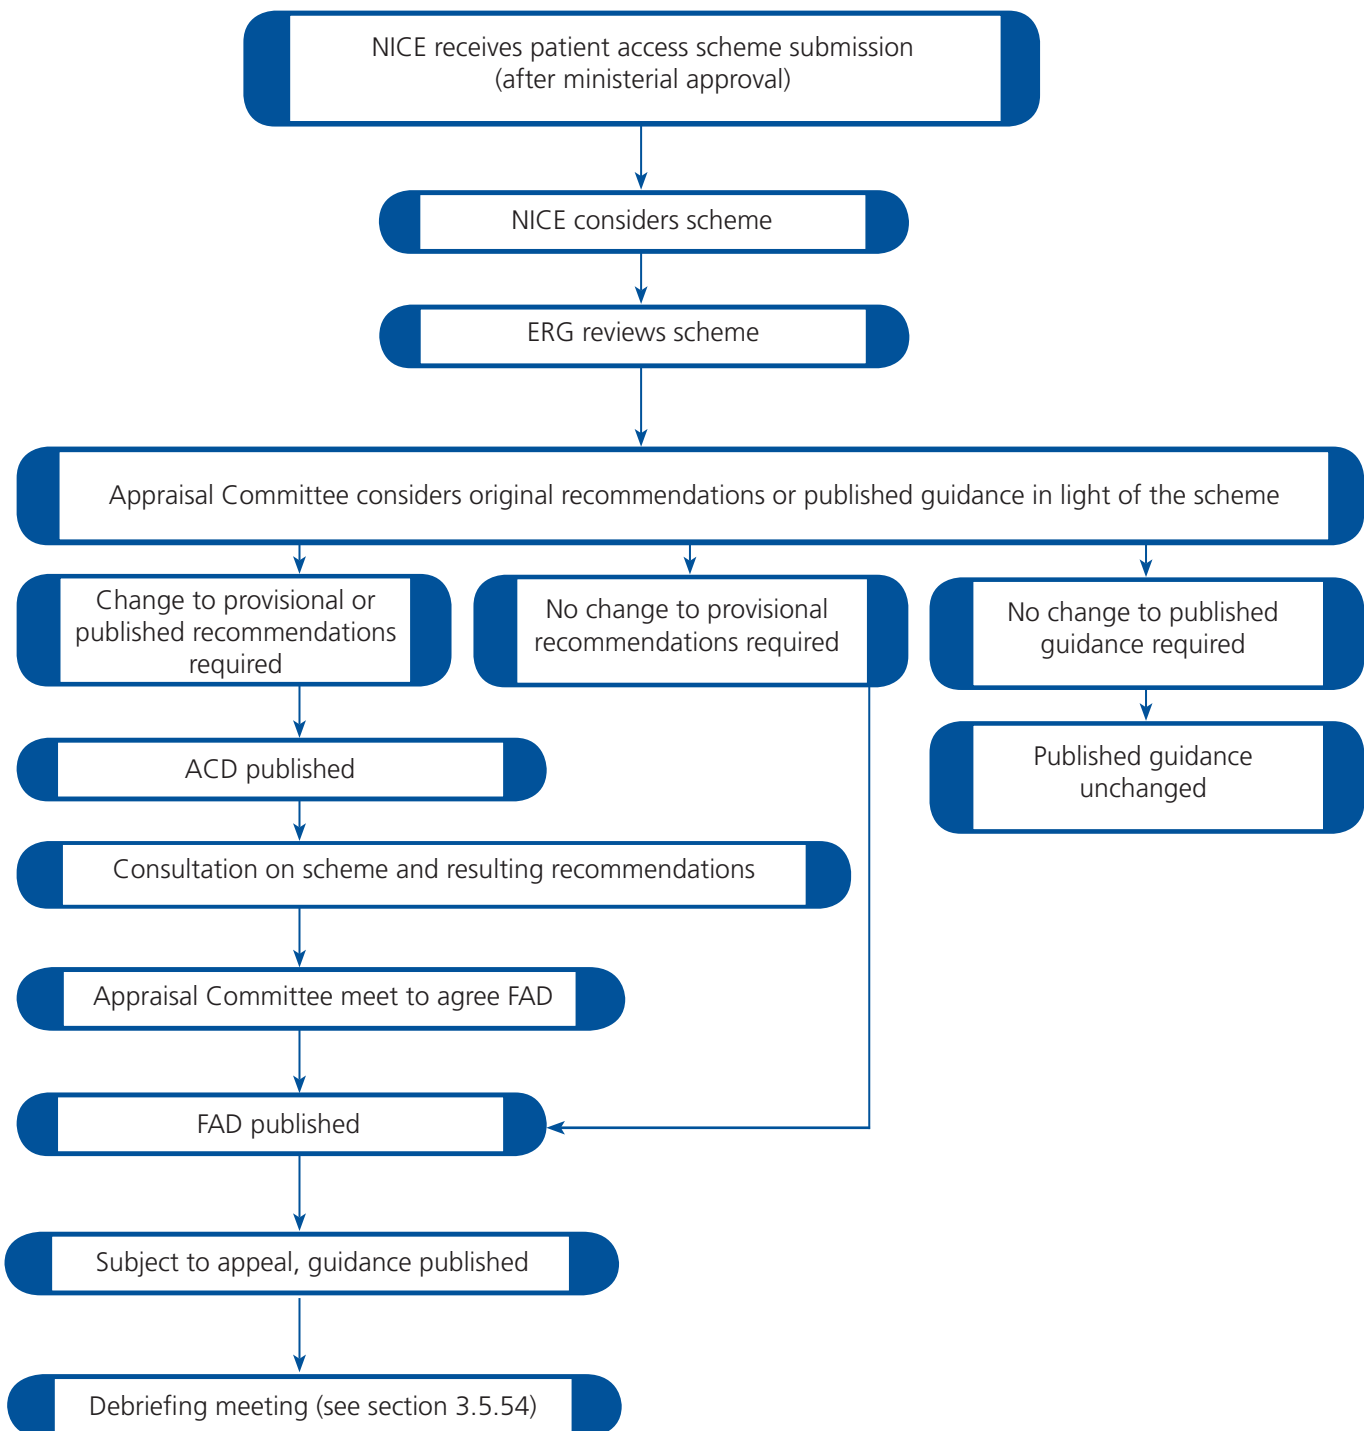 NICE receives patient access scheme submission
(after ministerial approval)
NICE considers scheme
ERG reviews scheme
Appraisal Committee considers original recommendations or published guidance in light of the scheme
Change to provisional or
published recommendations
required
No change to provisional
recommendations required
No change to published
guidance required
ACD published
Published guidance
unchanged
Consultation on scheme and resulting recommendations
Appraisal Committee meet to agree FAD
FAD published
Subject to appeal, guidance published
Debriefing meeting (see section 3.5.54)